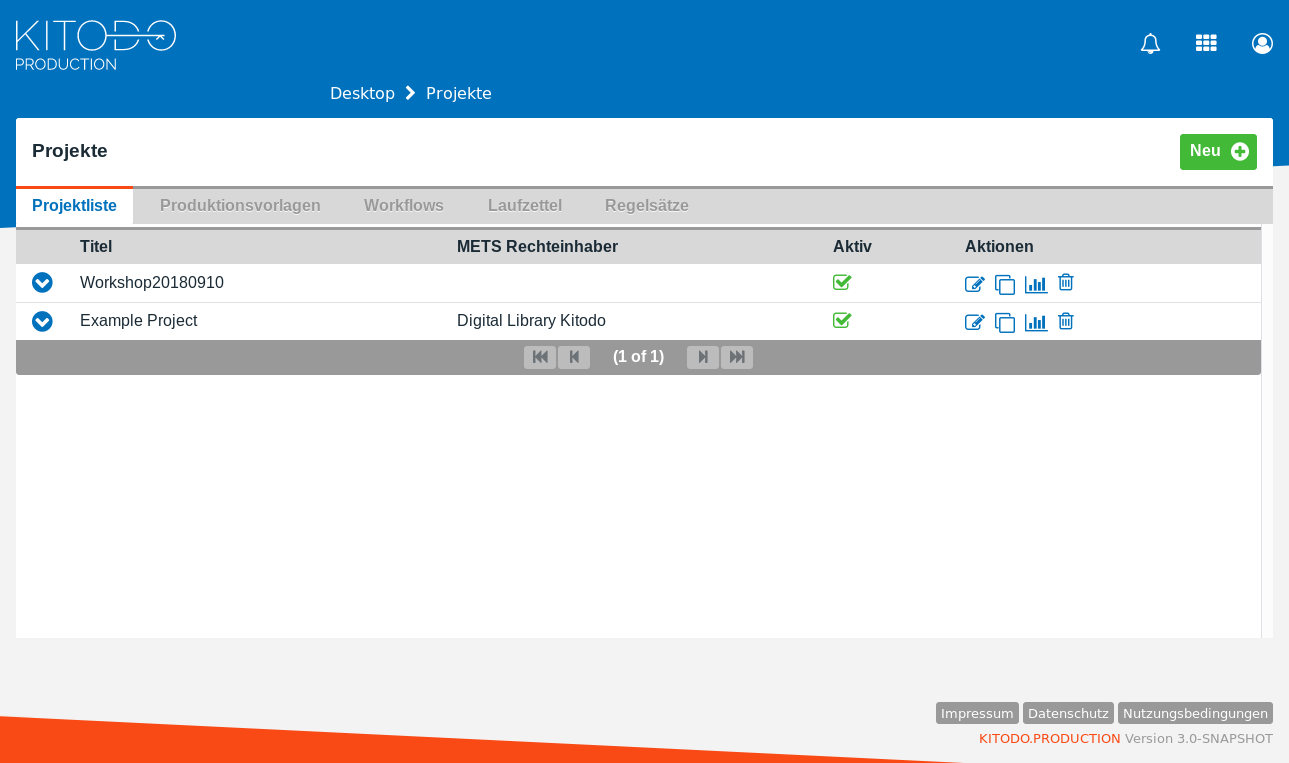 KITODO
PRODUCTION
Desktop Projekte
Projekte
Neu
Projektliste Produktionsvorlagen Workflows Laufzettel Regelsätze
Titel METS Rechteinhaber Aktiv Aktionen
Workshop20180910
Example Project Digital Library Kitodo
(1 of 1)
Impressum Datenschutz Nutzungsbedingungen
KITODO.PRODUCTION Version 3.0-SNAPSHOT